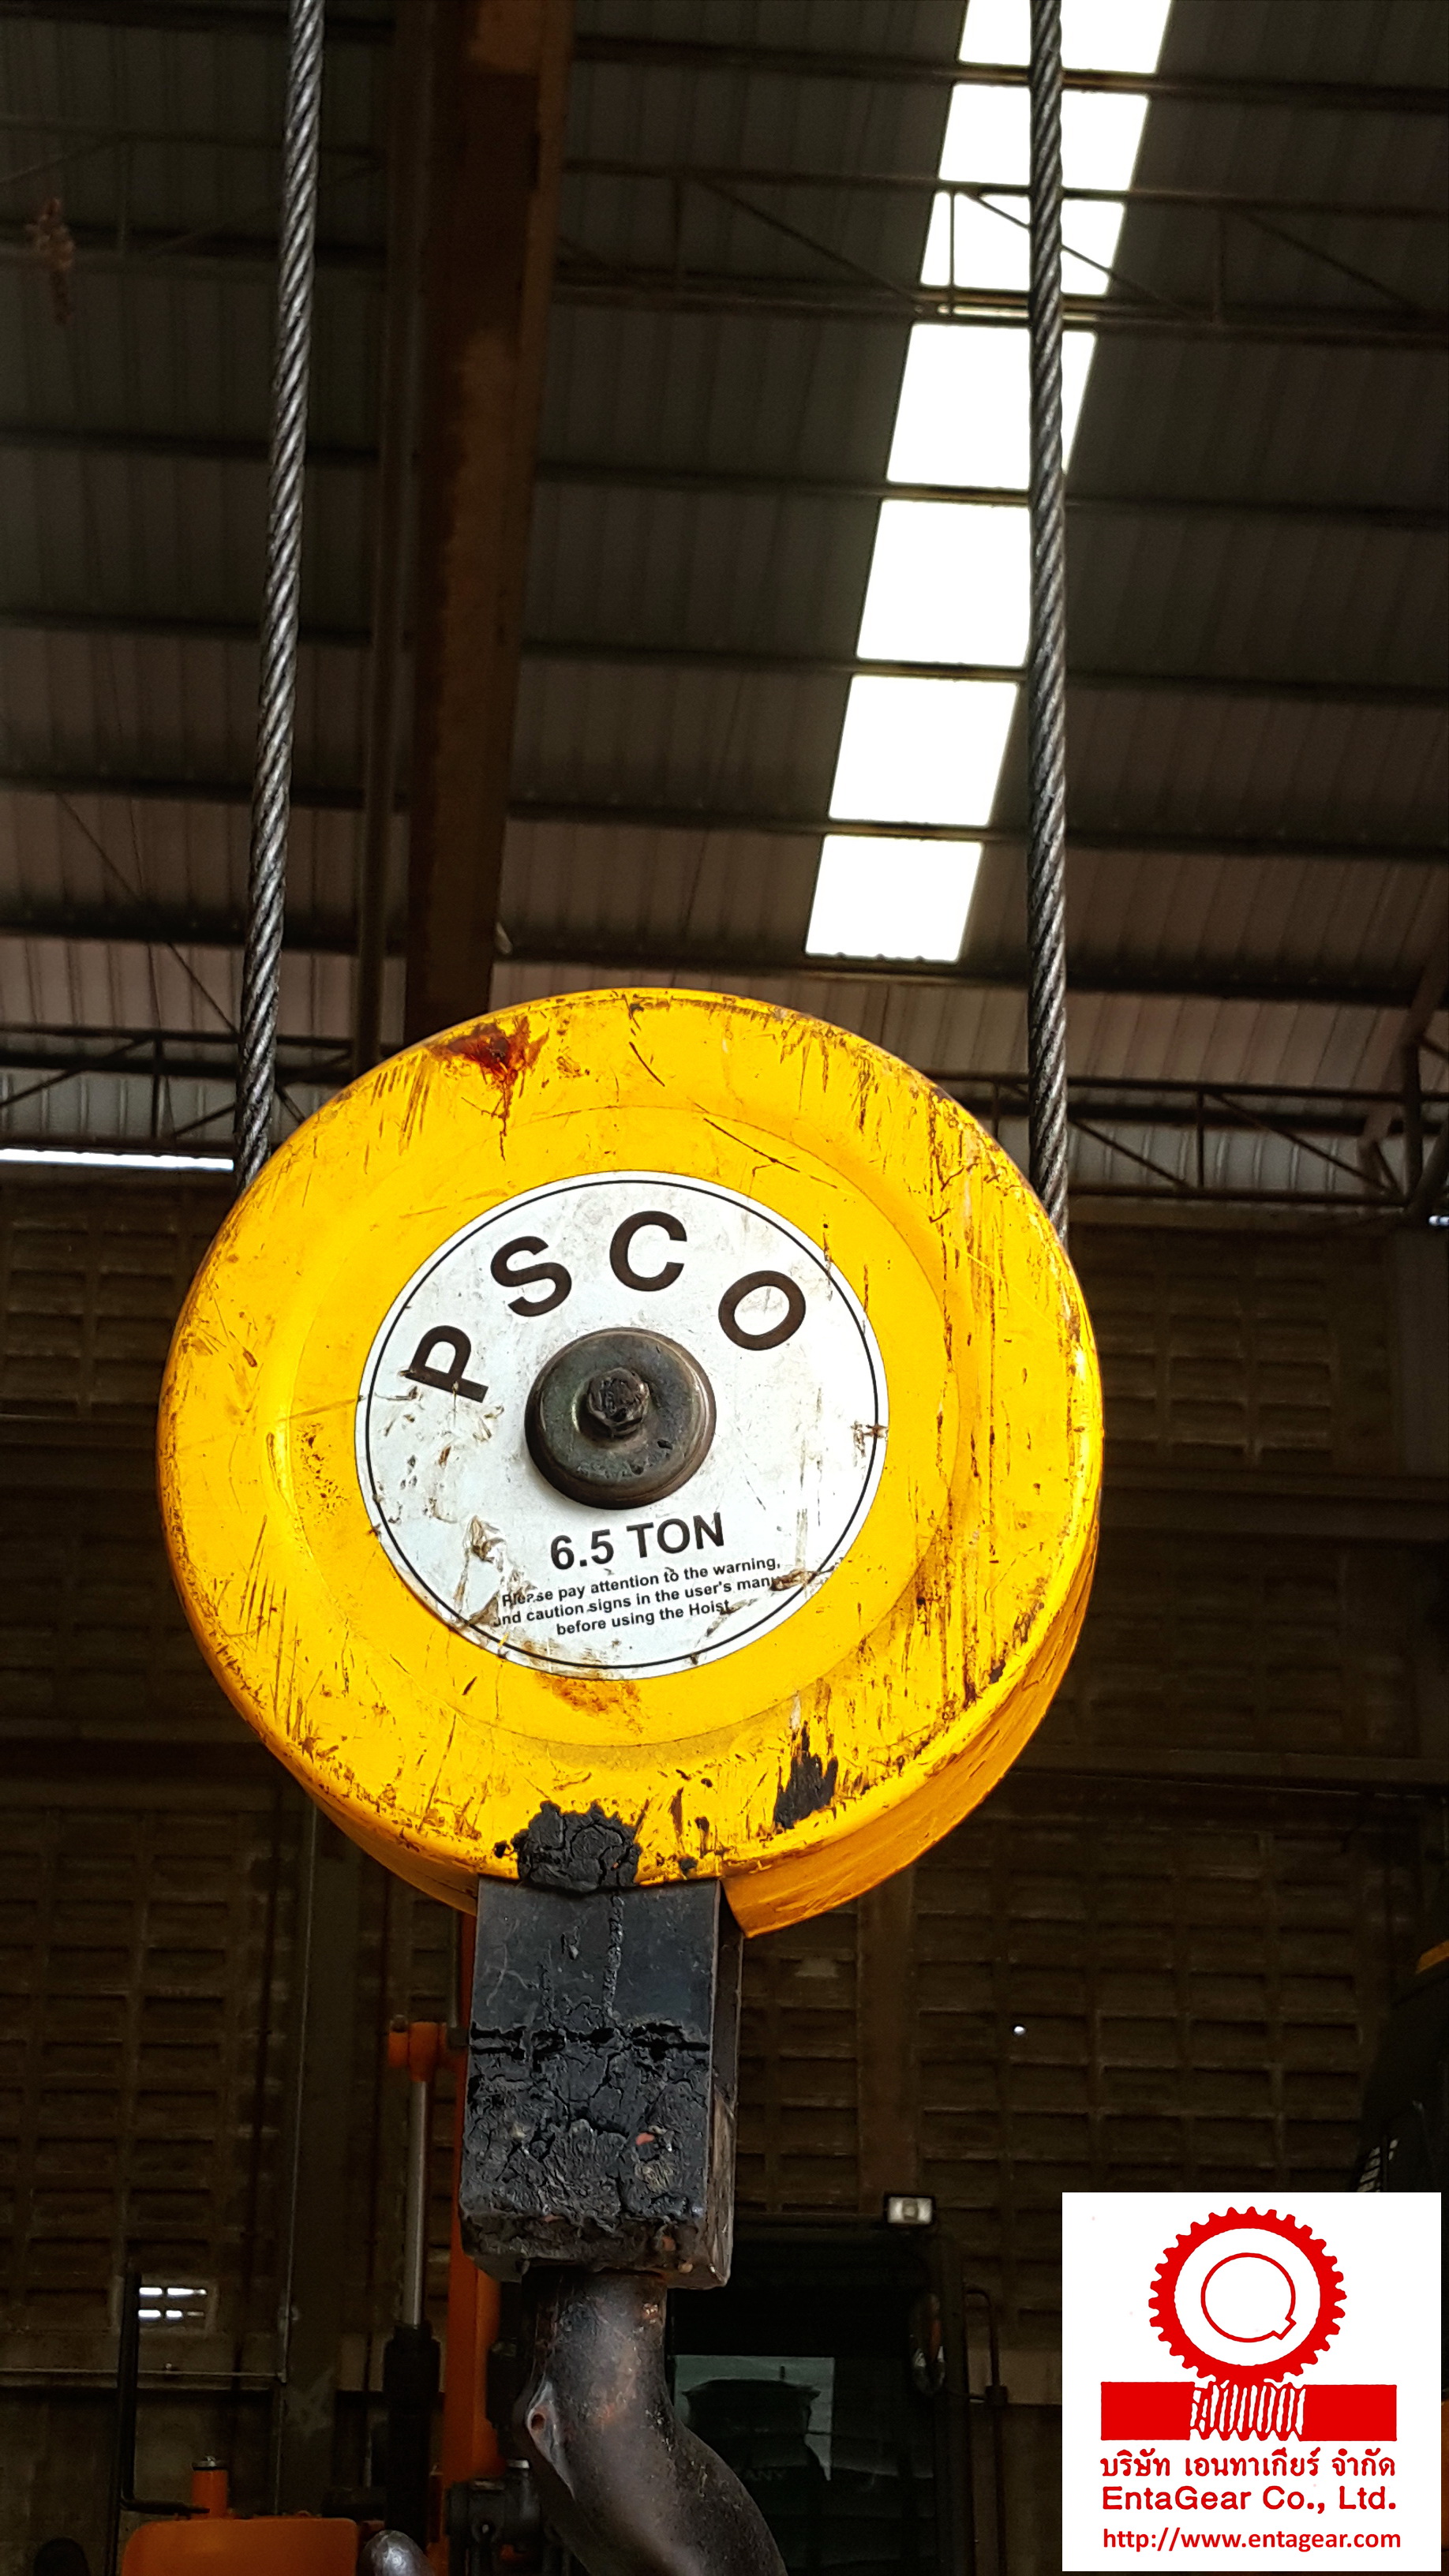 PSCO
6.5 TON
Please pay attention to the warning,
and caution signs in the user's
before using the Hoist
บริษัท เอนทาเกียร์ จำกัด
EntaGear Co., Ltd.
http://www.entagear.com